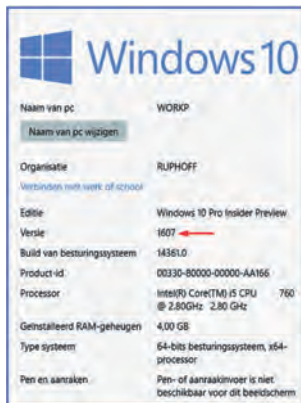 Windows 10
Naam van pc WORKP
Naam van pc wijzigen
Organisatie RUPHOFF
Verbinden met werk of school
Editie Windows 10 Pro Insider Preview
Versie 1607
Build van besturingssysteem 14361.0
Product-id 00330-80000-00000-AA166
Processor Intel(R) Core(TM) i5 CPU 760
@ 2.80GHz 2.80 GHz
Geïnstalleerd RAM-geheugen 4,00 GB
Type systeem 64-bits besturingssysteem, x64-
processor
Pen en aanraken Pen- of aanraakinvoer is niet
beschikbaar voor dit beeldscherm